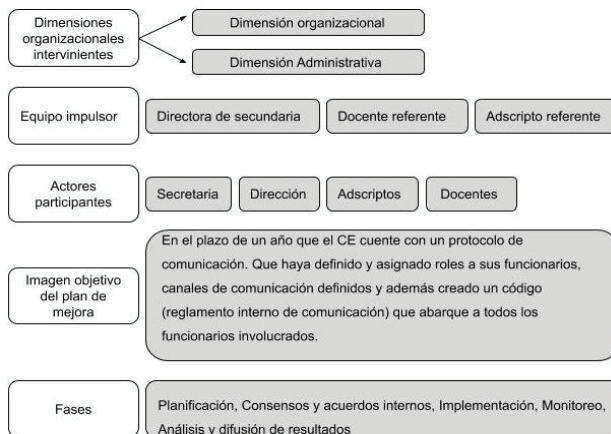 Dimensiones
organizacionales
intervinientes
Dimensión organizacional
Dimensión Administrativa
Equipo impulsor
Directora de secundaria
Docente referente
Adscripto referente
Actores
participantes
Secretaria
Dirección
Adscriptos
Docentes
Imagen objetivo
del plan de
mejora
En el plazo de un año que el CE cuente con un protocolo de
comunicación. Que haya definido y asignado roles a sus funcionarios,
canales de comunicación definidos y además creado un código
(reglamento interno de comunicación) que abarque a todos los
funcionarios involucrados.
Fases
Planificación, Consensos y acuerdos internos, Implementación, Monitoreo,
Análisis y difusión de resultados